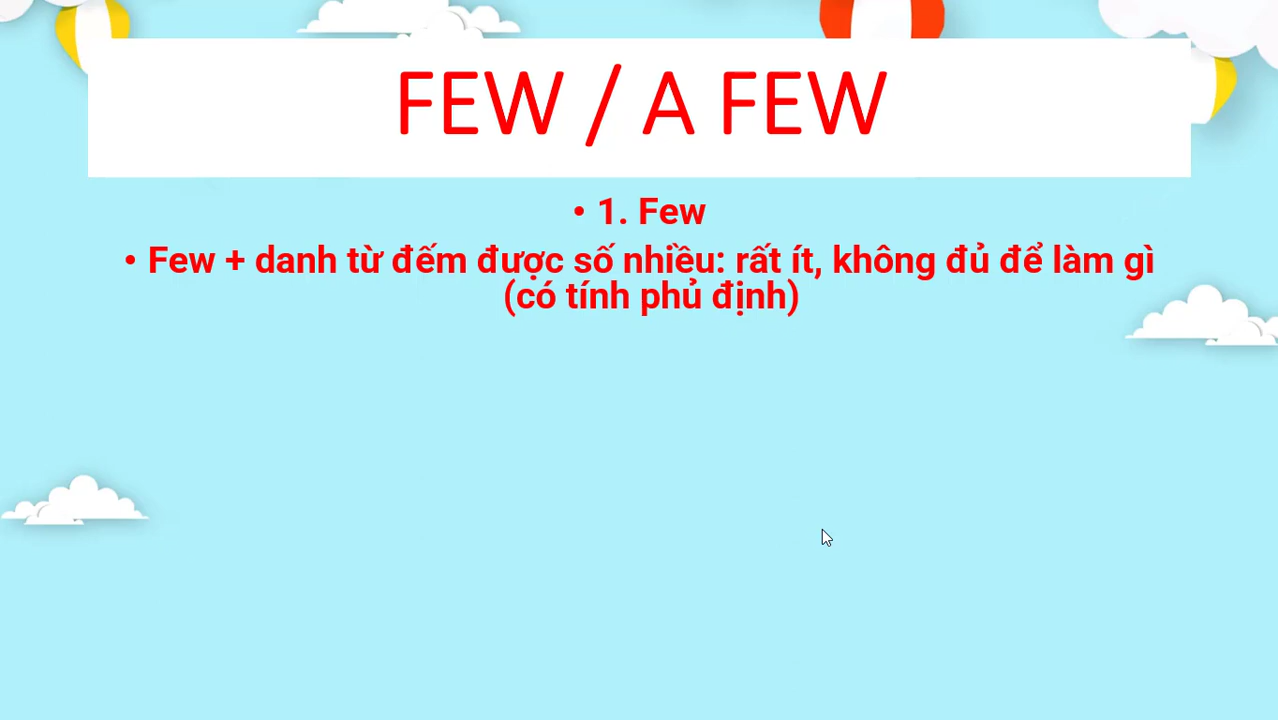 FEW / A FEW
• 1. Few
• Few + danh từ đếm được số nhiều: rất ít, không đủ để làm gì
(có tính phủ định)